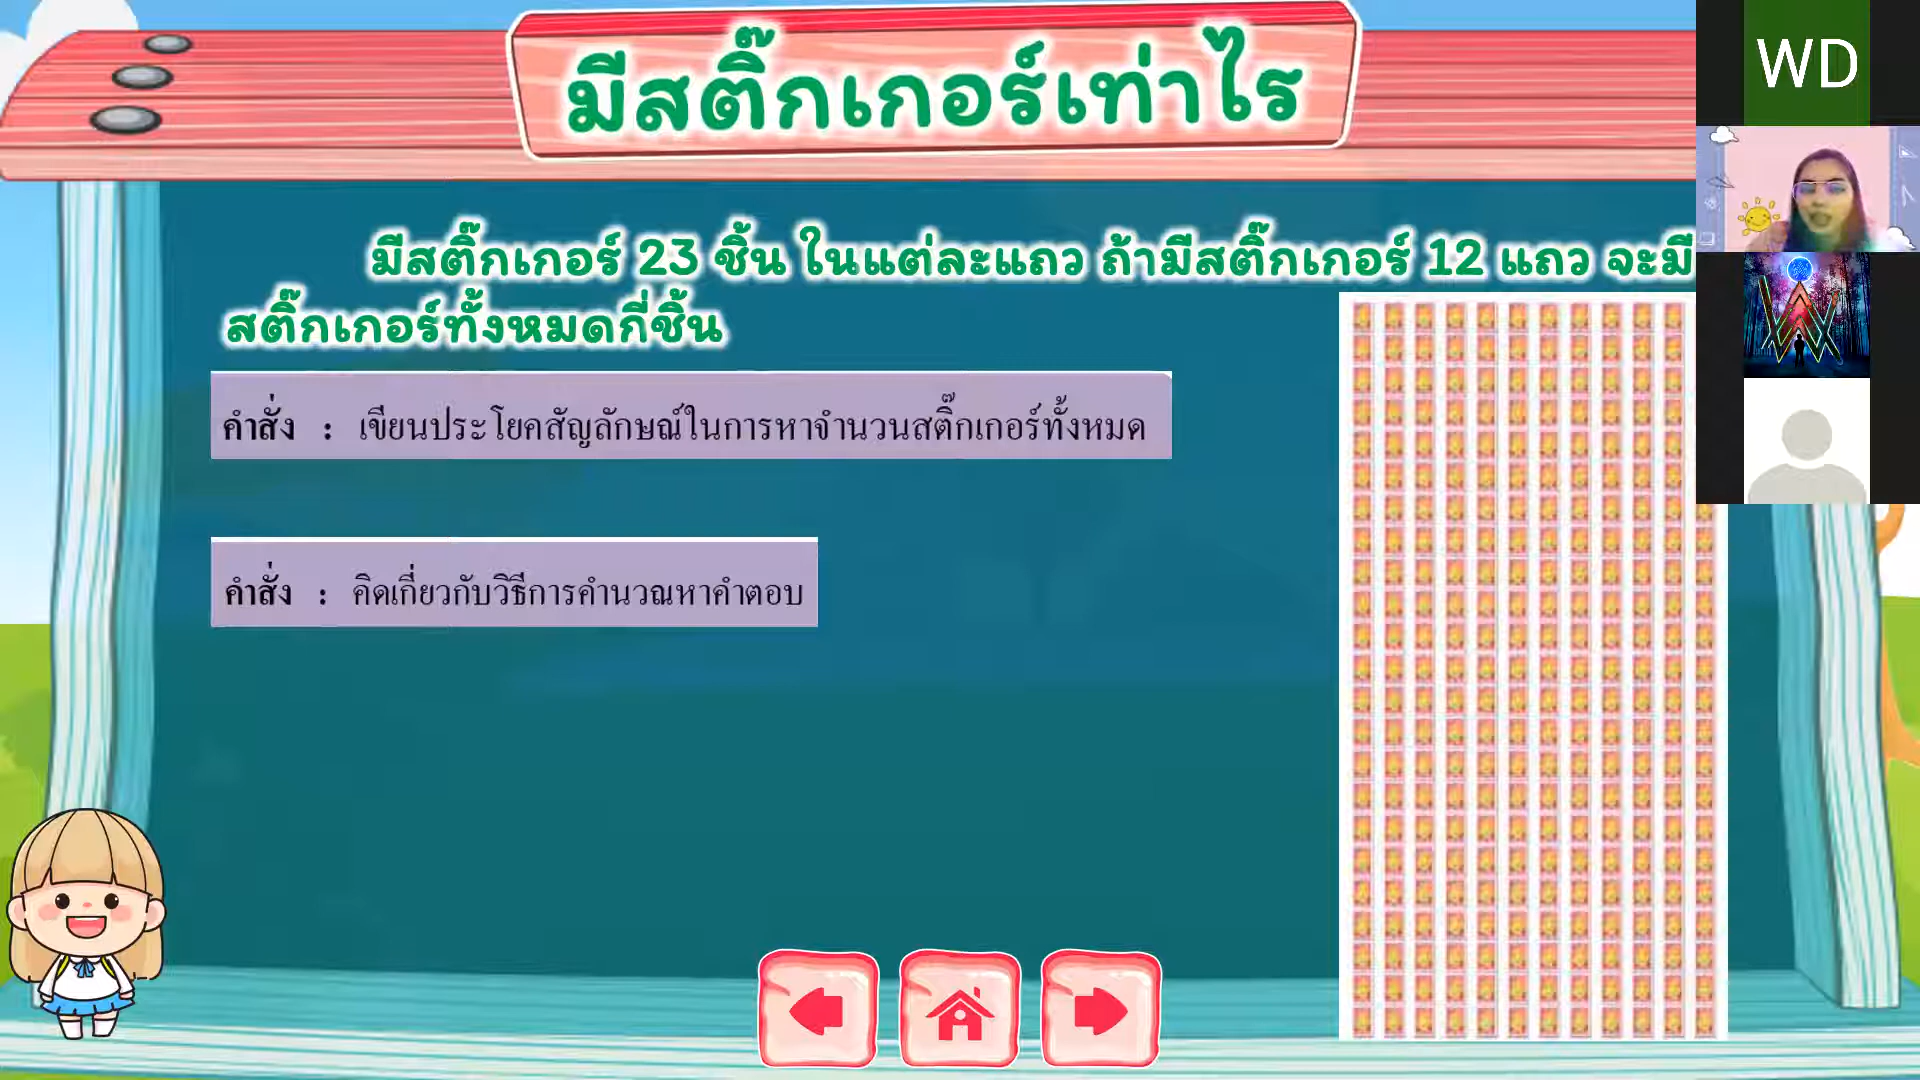 มีสติ๊กเกอร์เท่าไร
WD
มีสติ๊กเกอร์ 23 ชิ้น ในแต่ละแถว ถ้ามีสติ๊กเกอร์ 12 แถว จะมี
สติ๊กเกอร์ทั้งหมดกี่ชิ้น
คำสั่ง : เขียนประโยคสัญลักษณ์ในการหาจำนวนสติ๊กเกอร์ทั้งหมด
คำสั่ง : คิดเกี่ยวกับวิธีการคำนวณหาคำตอบ